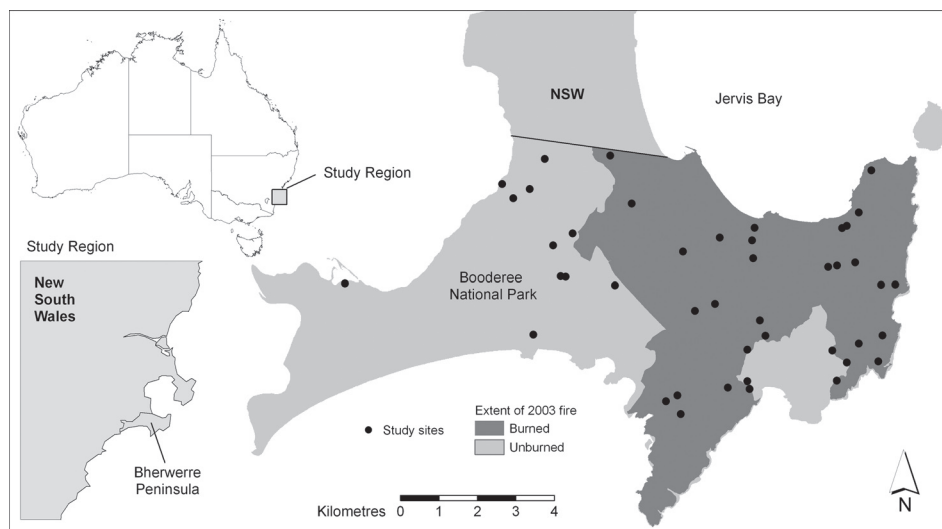 NSW
Jervis Bay
Study Region
Study Region
New
South
Wales
Booderee
National Park
Bherwerre
Peninsula
Study sites
Extent of 2003 fire
Burned
Unburned
Kilometres 0 1 2 3 4
N